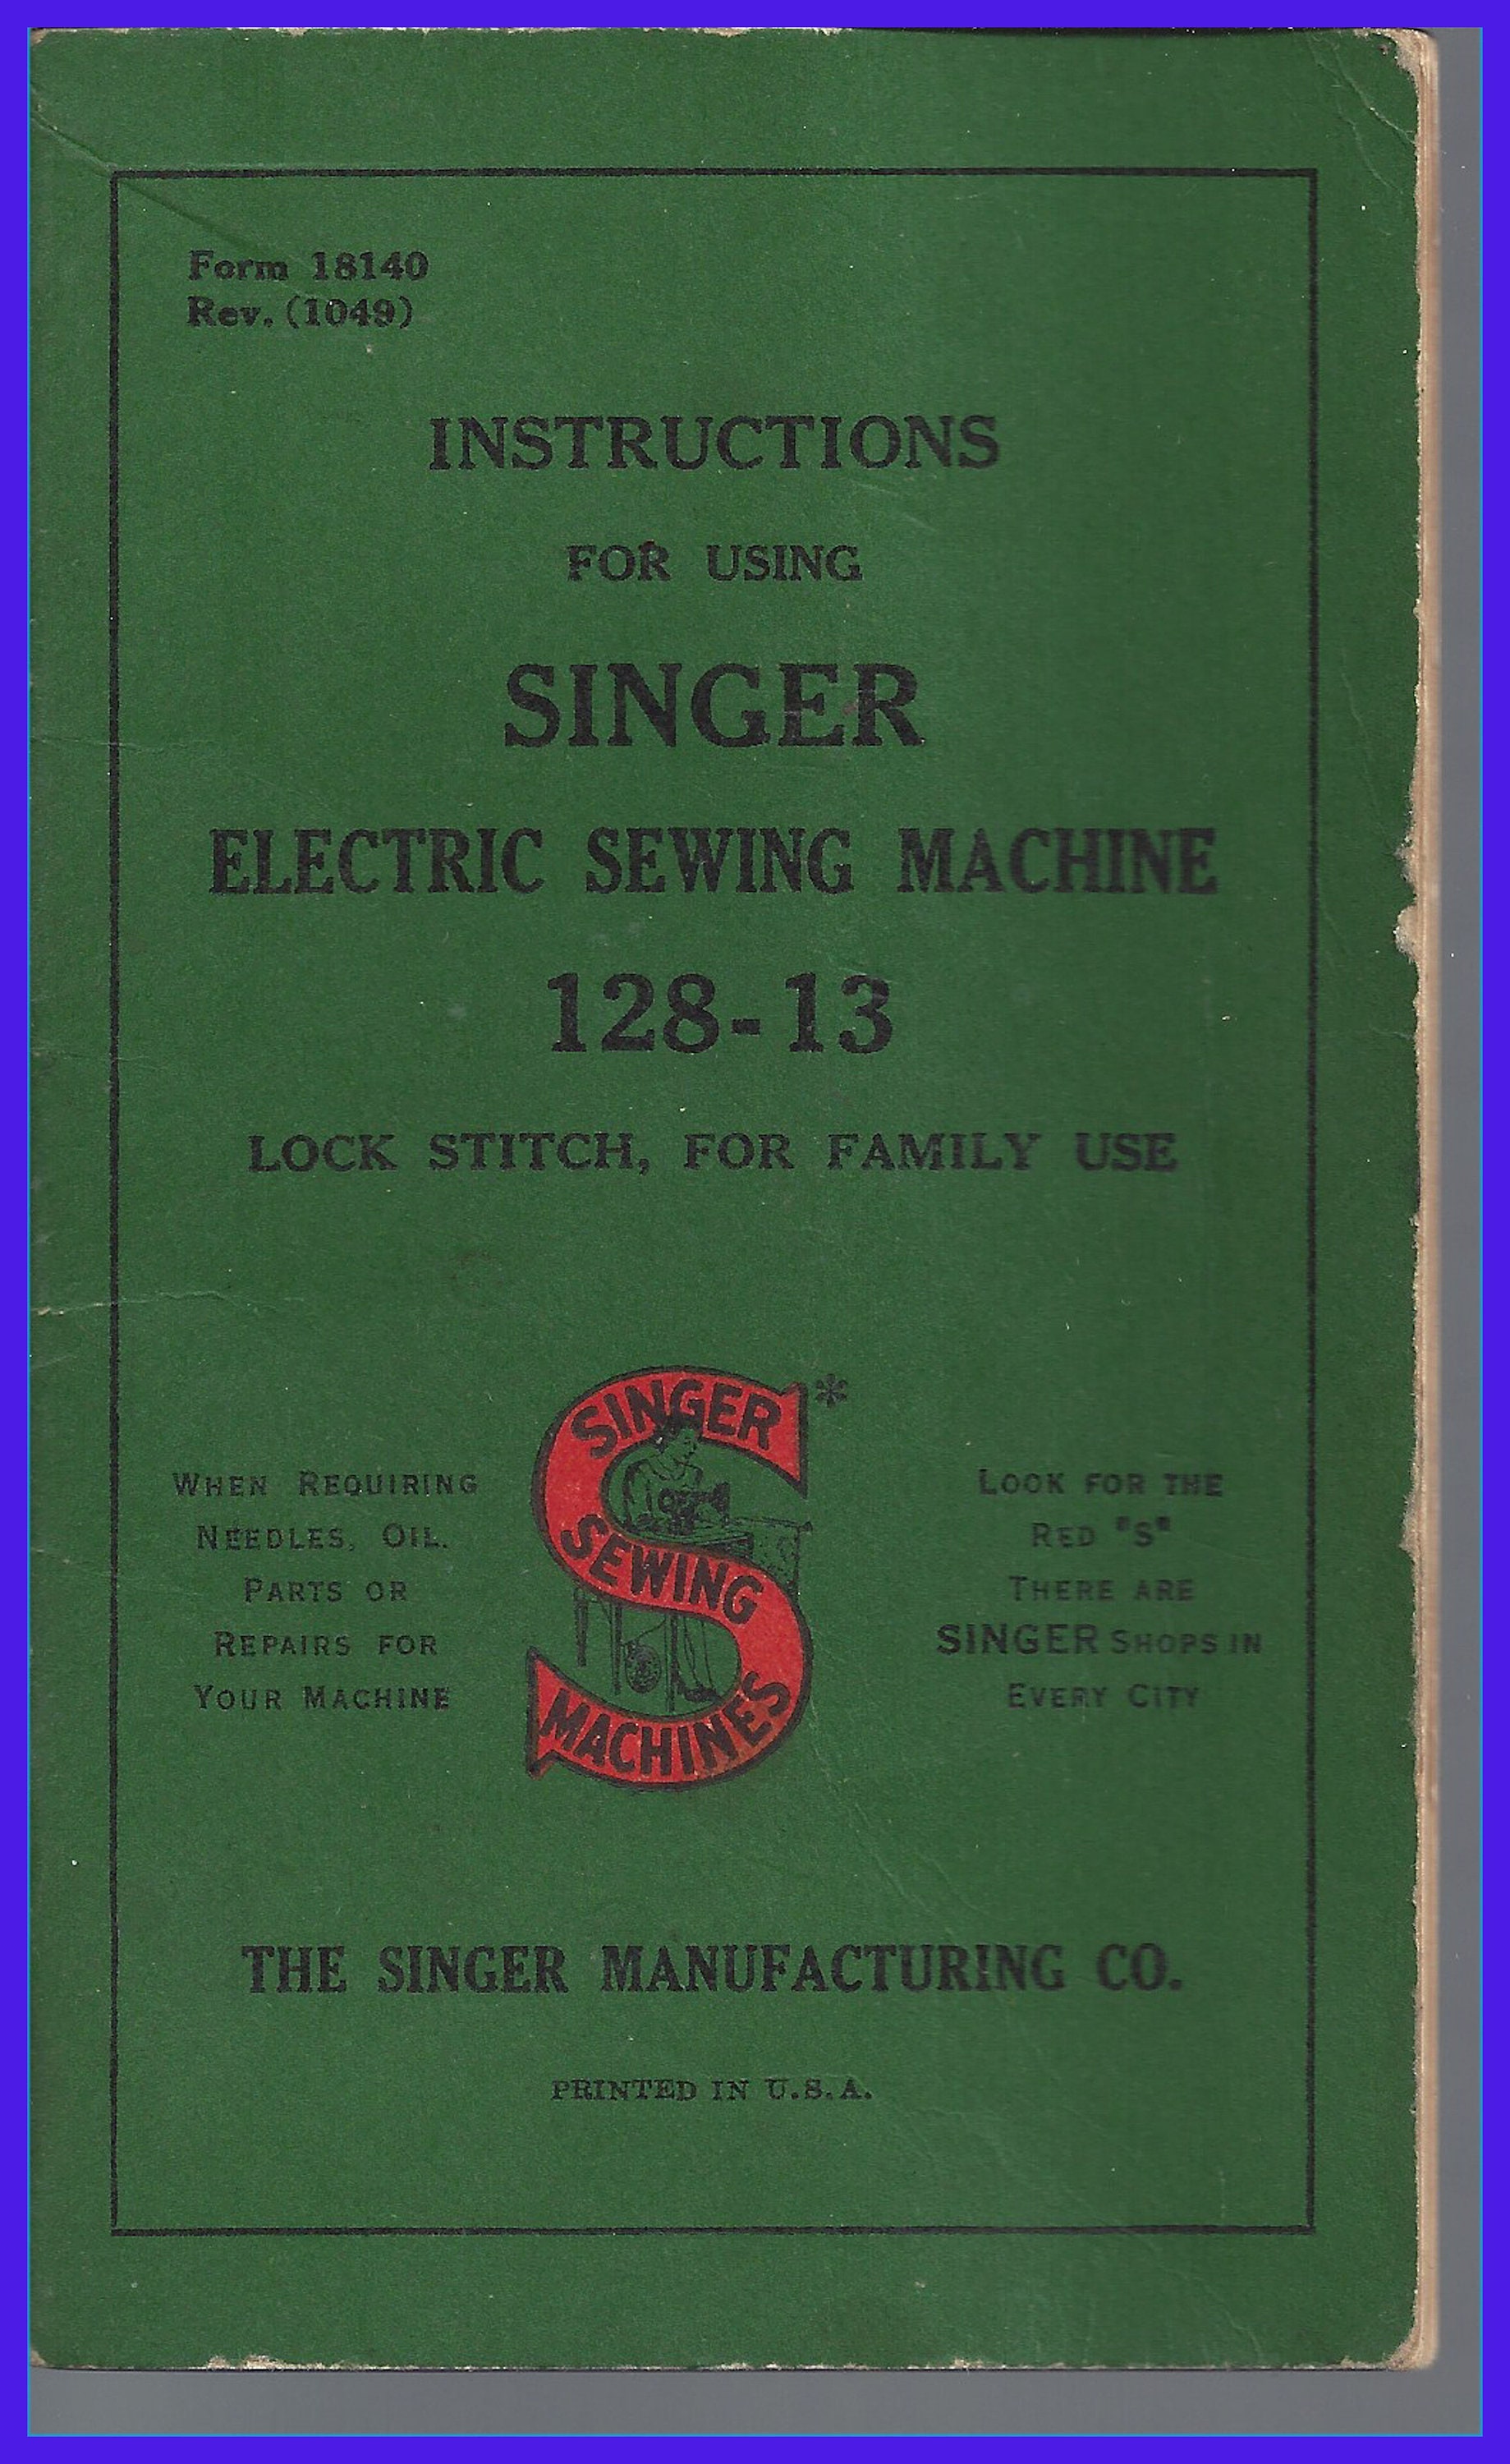 Form 18140
Rev. (1049)
INSTRUCTIONS
FOR USING
SINGER
ELECTRIC SEWING MACHINE
128-13
LOCK STITCH, FOR FAMILY USE
SINGER *
SEWING
MACHINES
WHEN REQUIRING
NEEDLES, OIL.
PARTS OR
REPAIRS FOR
YOUR MACHINE
LOOK FOR THE
RED "S"
THERE ARE
SINGER SHOPS IN
EVERY CITY
THE SINGER MANUFACTURING CO.
PRINTED IN U.S.A.